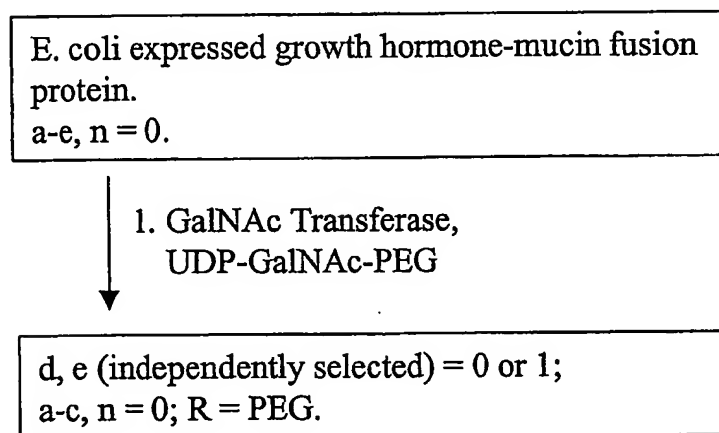 E. coli expressed growth hormone-mucin fusion
protein.
a-e, n = 0.
1. GalNAc Transferase,
UDP-GalNAc-PEG
d, e (independently selected) = 0 or 1;
a-c, n = 0; R = PEG.